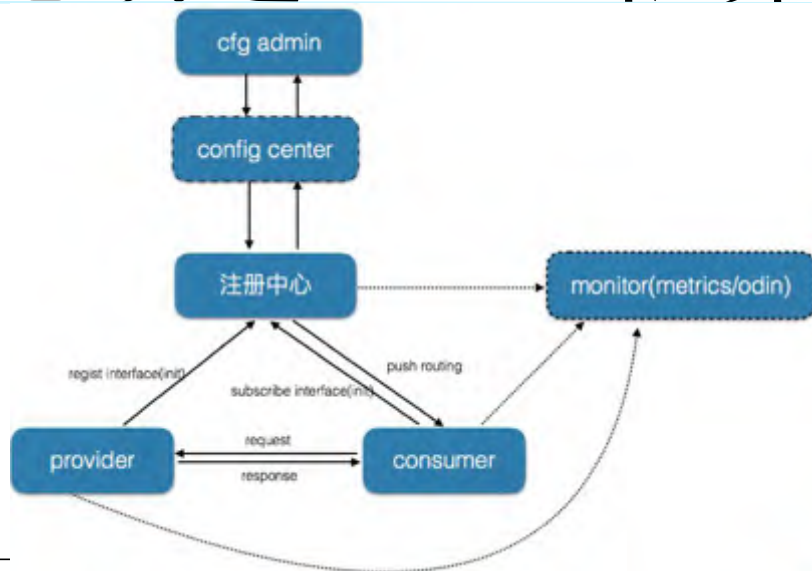 cfg admin
config center
注册中心
monitor(metrics/odin)
regist interface(init)
push routing
subscribe interface(init)
provider
request
response
consumer